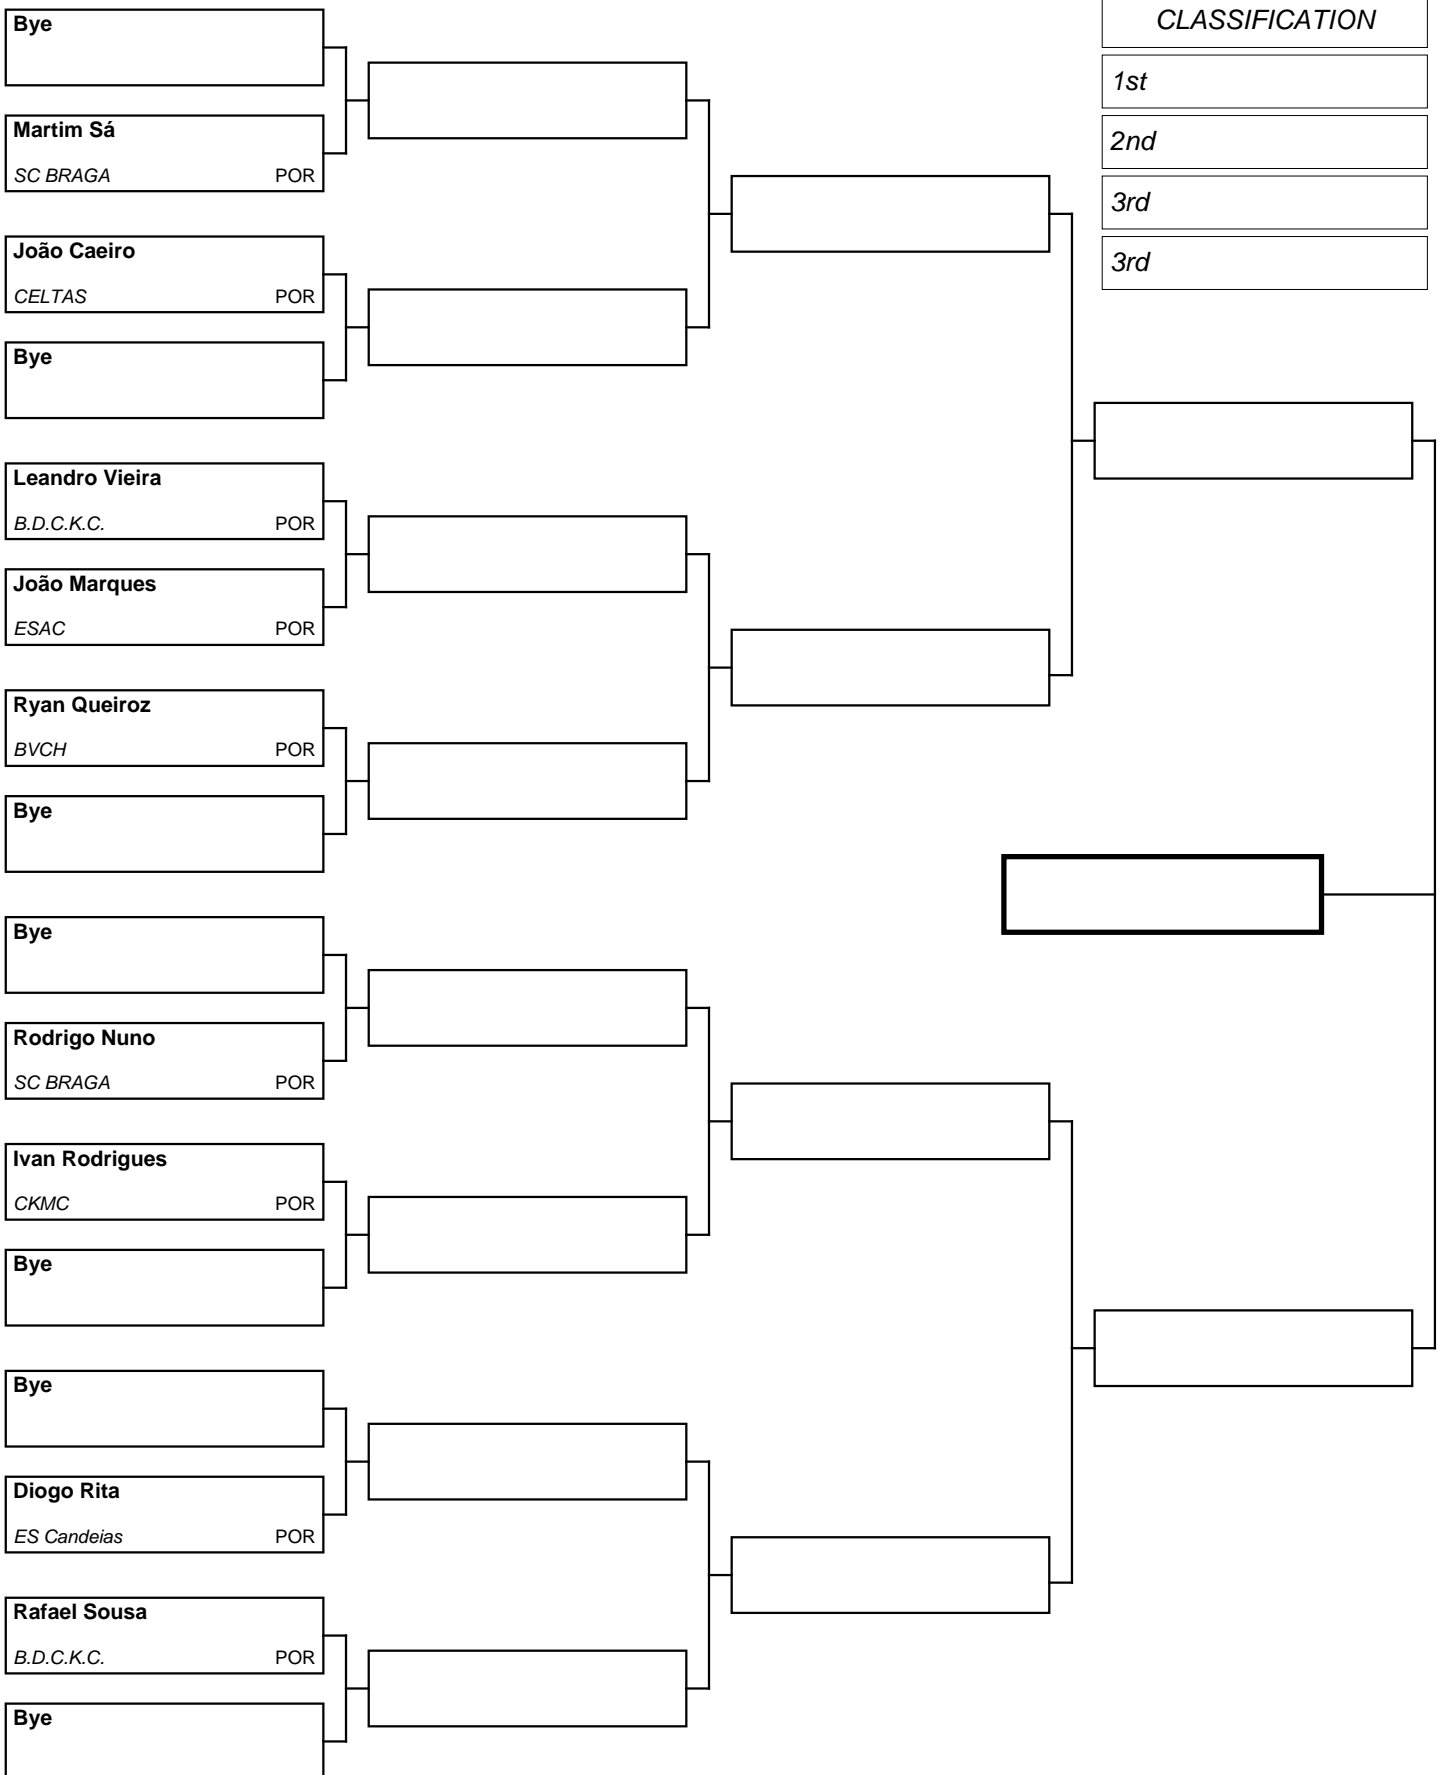 Bye
CLASSIFICATION
1st
Martim Sá
SC BRAGA POR
2nd
3rd
João Caeiro
CELTAS POR
3rd
Bye
Leandro Vieira
B.D.C.K.C. POR
João Marques
ESAC POR
Ryan Queiroz
BVCH POR
Bye
Bye
Rodrigo Nuno
SC BRAGA POR
Ivan Rodrigues
CKMC POR
Bye
Bye
Diogo Rita
ES Candeias POR
Rafael Sousa
B.D.C.K.C. POR
Bye